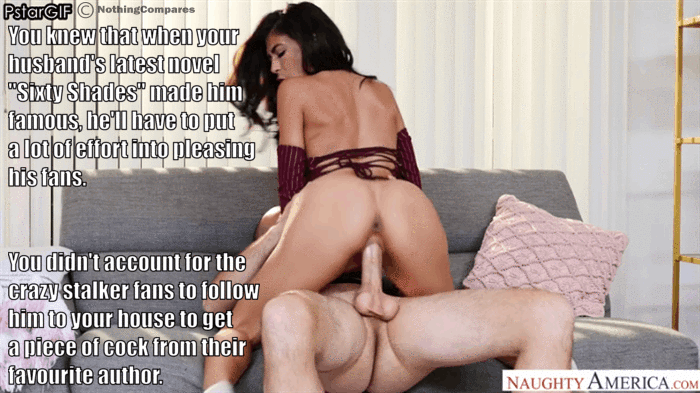 PstarGIF © NothingCompares
You knew that when your
husband's latest novel
"Sixty Shades" made him
famous, he'll have to put
a lot of effort into pleasing
his fans.
You didn't account for the
crazy stalker fans to follow
him to your house to get
a piece of cock from their
favourite author.
NAUGHTY AMERICA.COM